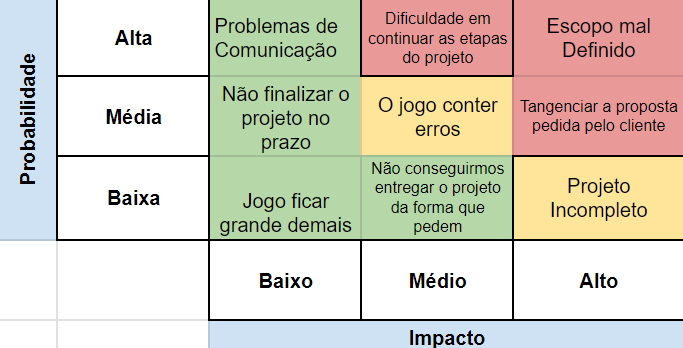 Probabilidade
Alta
Problemas de
Comunicação
Dificuldade em
continuar as etapas
do projeto
Escopo mal
Definido
Média
Não finalizar o
projeto no
prazo
O jogo conter
erros
Tangenciar a proposta
pedida pelo cliente
Baixa
Jogo ficar
grande demais
Não conseguirmos
entregar o projeto
da forma que
pedem
Projeto
Incompleto
Baixo
Médio
Alto
Impacto